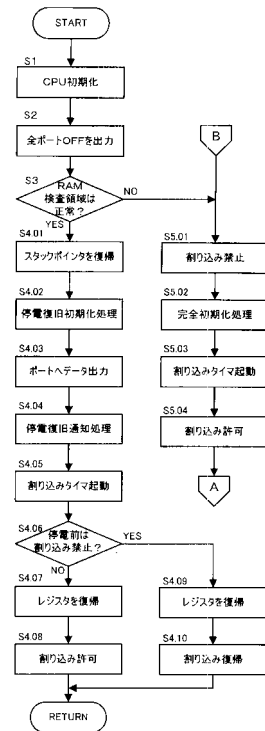 START
S1
CPU初期化
S2
全ポートOFFを出力
S3
RAM
検査領域は
正常?
NO
YES
S4.01
スタックポインタを復帰
S4.02
停電復旧初期化処理
S4.03
ポートへデータ出力
S4.04
停電復旧通知処理
S4.05
割り込みタイマ起動
S4.06
停電前は
割り込み禁止?
YES
NO
S4.07
レジスタを復帰
S4.08
割り込み許可
S4.09
レジスタを復帰
S4.10
割り込み復帰
RETURN
B
S5.01
割り込み禁止
S5.02
完全初期化処理
S5.03
割り込みタイマ起動
S5.04
割り込み許可
A